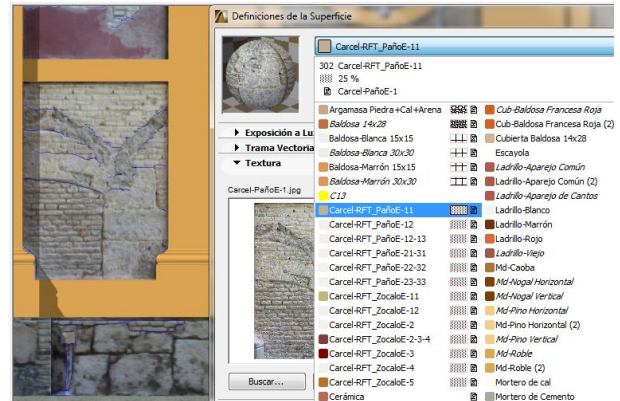 Definiciones de la Superficie
Carcel-RFT_PañoE-11
302 Carcel-RFT_PañoE-11
25 %
Carcel-PañoE-1
Exposición a Lu
Trama Vectoria
Textura
Carcel-PañoE-1.jpg
Buscar...
Argamasa Piedra+Cal+Arena
Baldosa 14x28
Baldosa-Blanca 15x15
Baldosa-Blanca 30x30
Baldosa-Marrón 15x15
Baldosa-Marrón 30x30
C13
Carcel-RFT_PañoE-11
Carcel-RFT_PañoE-12
Carcel-RFT_PañoE-12-13
Carcel-RFT_PañoE-21-31
Carcel-RFT_PañoE-22-32
Carcel-RFT_PañoE-23-33
Carcel-RFT_ZocaloE-11
Carcel-RFT_ZocaloE-12
Carcel-RFT_ZocaloE-2
Carcel-RFT_ZocaloE-2-3-4
Carcel-RFT_ZocaloE-3
Carcel-RFT_ZocaloE-4
Carcel-RFT_ZocaloE-5
Cerámica
Cub-Baldosa Francesa Roja
Cub-Baldosa Francesa Roja (2)
Cubierta Baldosa 14x28
Escayola
Ladrillo-Aparejo Común
Ladrillo-Aparejo Común (2)
Ladrillo-Aparejo de Cantos
Ladrillo-Blanco
Ladrillo-Marrón
Ladrillo-Rojo
Ladrillo-Viejo
Md-Caoba
Md-Nogal Horizontal
Md-Nogal Vertical
Md-Pino Horizontal
Md-Pino Horizontal (2)
Md-Pino Vertical
Md-Roble
Md-Roble (2)
Mortero de cal
Mortero de Cemento